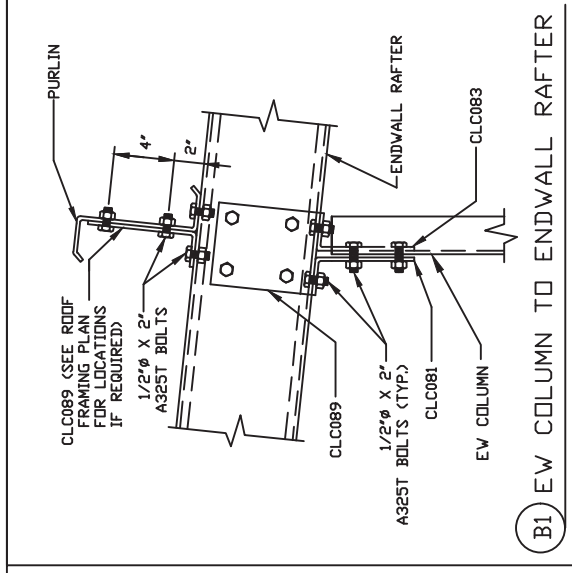 PURLIN
CLC089 (SEE ROOF
FRAMING PLAN
FOR LOCATIONS
IF REQUIRED)
4"
2"
1/2"ø X 2"
A325T BOLTS
ENDWALL RAFTER
CLC083
CLC089
1/2"ø X 2"
A325T BOLTS (TYP.)
CLC081
EW COLUMN
B1 EW COLUMN TO ENDWALL RAFTER